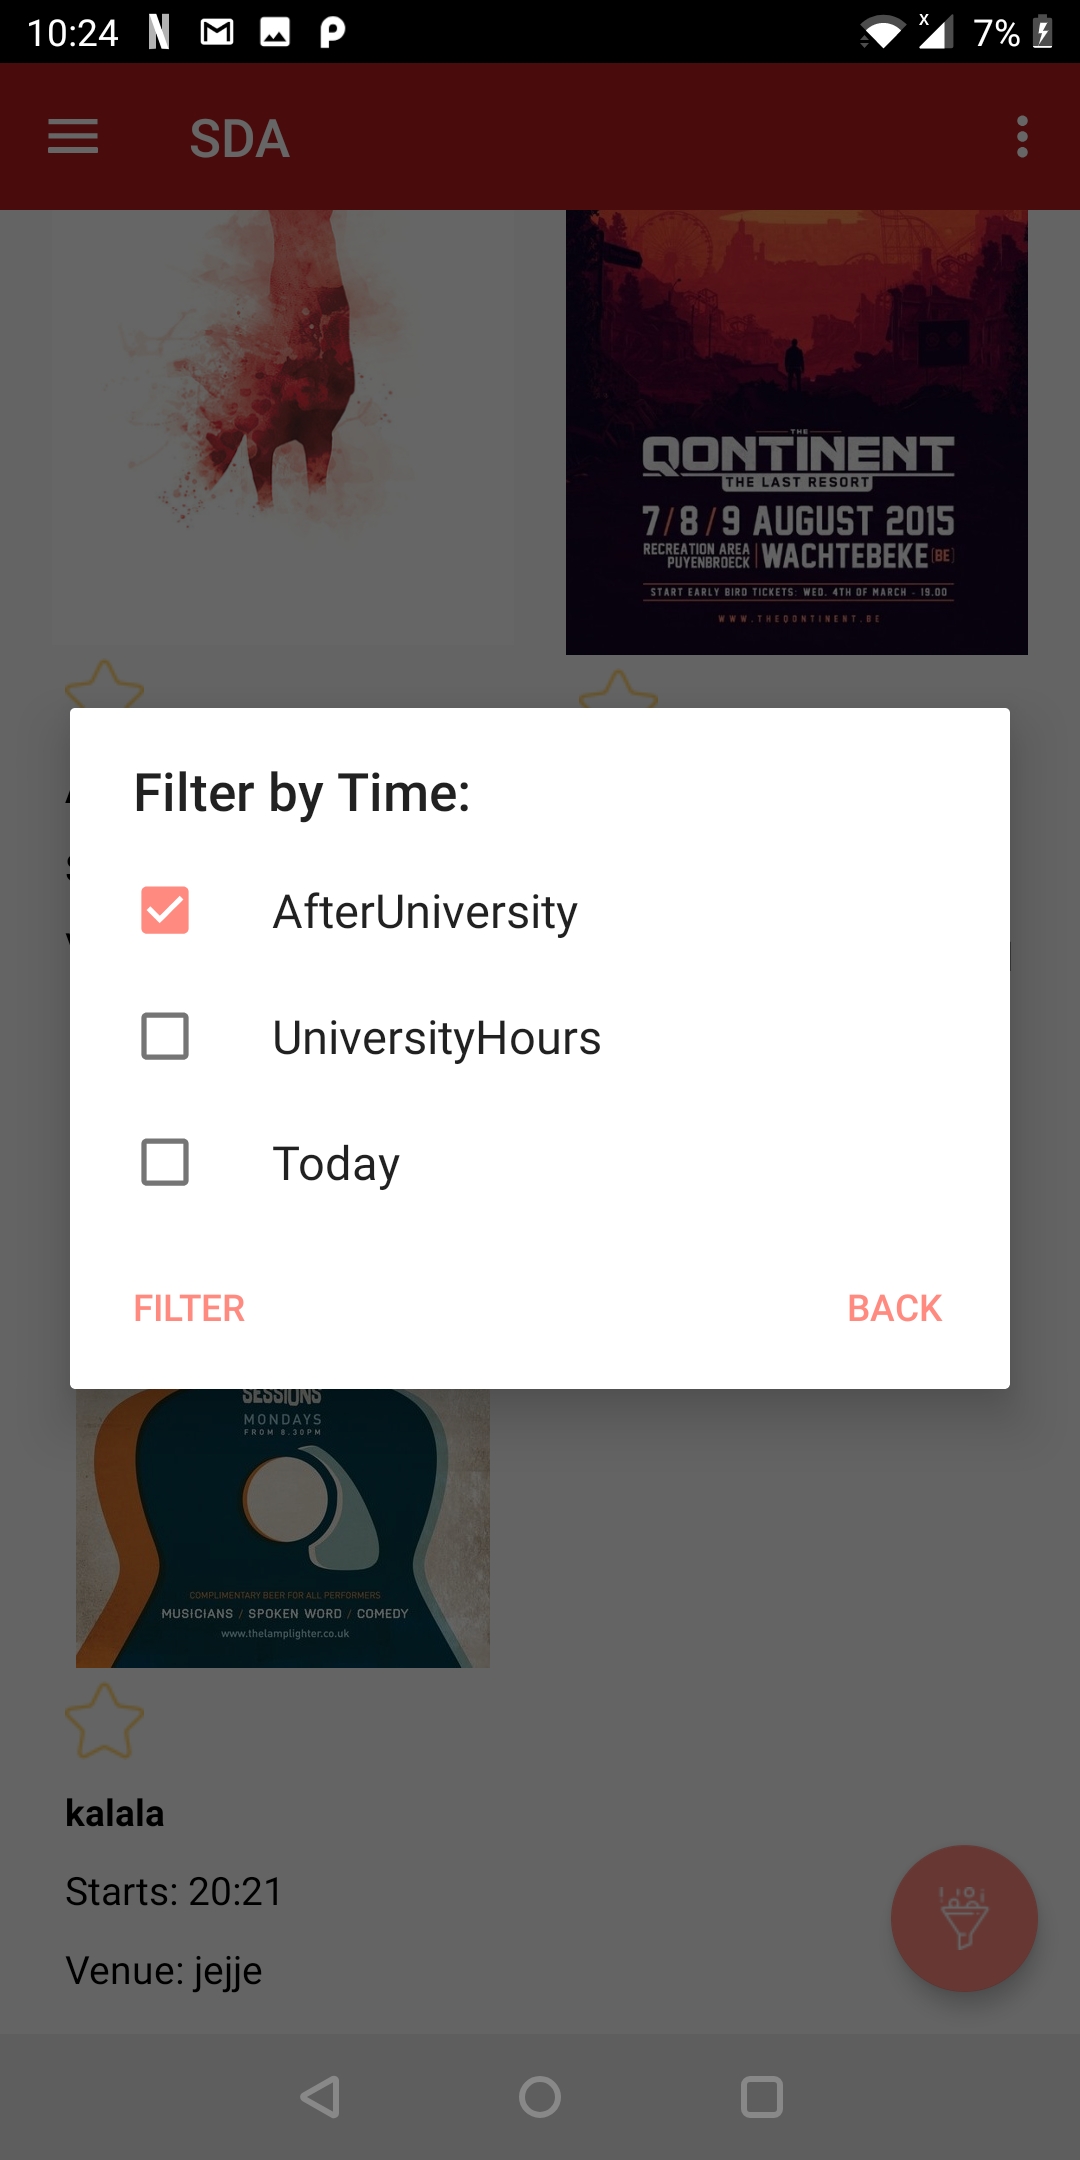 10:24
7%
SDA
THE
QONTINENT
THE LAST RESORT
7/8/9 AUGUST 2015
RECREATION AREA PUYENBROECK | WACHTEBEKE [BE]
START EARLY BIRD TICKETS: WED. 4TH OF MARCH - 19.00
WWW.THEQONTINENT.BE
Filter by Time:
AfterUniversity
UniversityHours
Today
FILTER
BACK
SESSIONS
MONDAYS
FROM 8.30PM
COMPLIMENTARY BEER FOR ALL PERFORMERS
MUSICIANS / SPOKEN WORD / COMEDY
www.thelamplighter.co.uk
kalala
Starts: 20:21
Venue: jejje